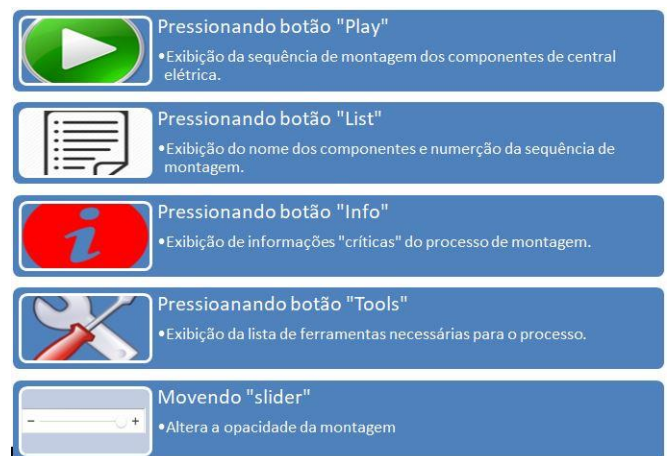 Pressionando botão "Play"
•Exibição da sequência de montagem dos componentes de central
elétrica.
Pressionando botão "List"
•Exibição do nome dos componentes e numerção da sequência de
montagem.
Pressionando botão "Info"
•Exibição de informações "críticas" do processo de montagem.
Pressioanando botão "Tools"
•Exibição da lista de ferramentas necessárias para o processo.
Movendo "slider"
•Altera a opacidade da montagem